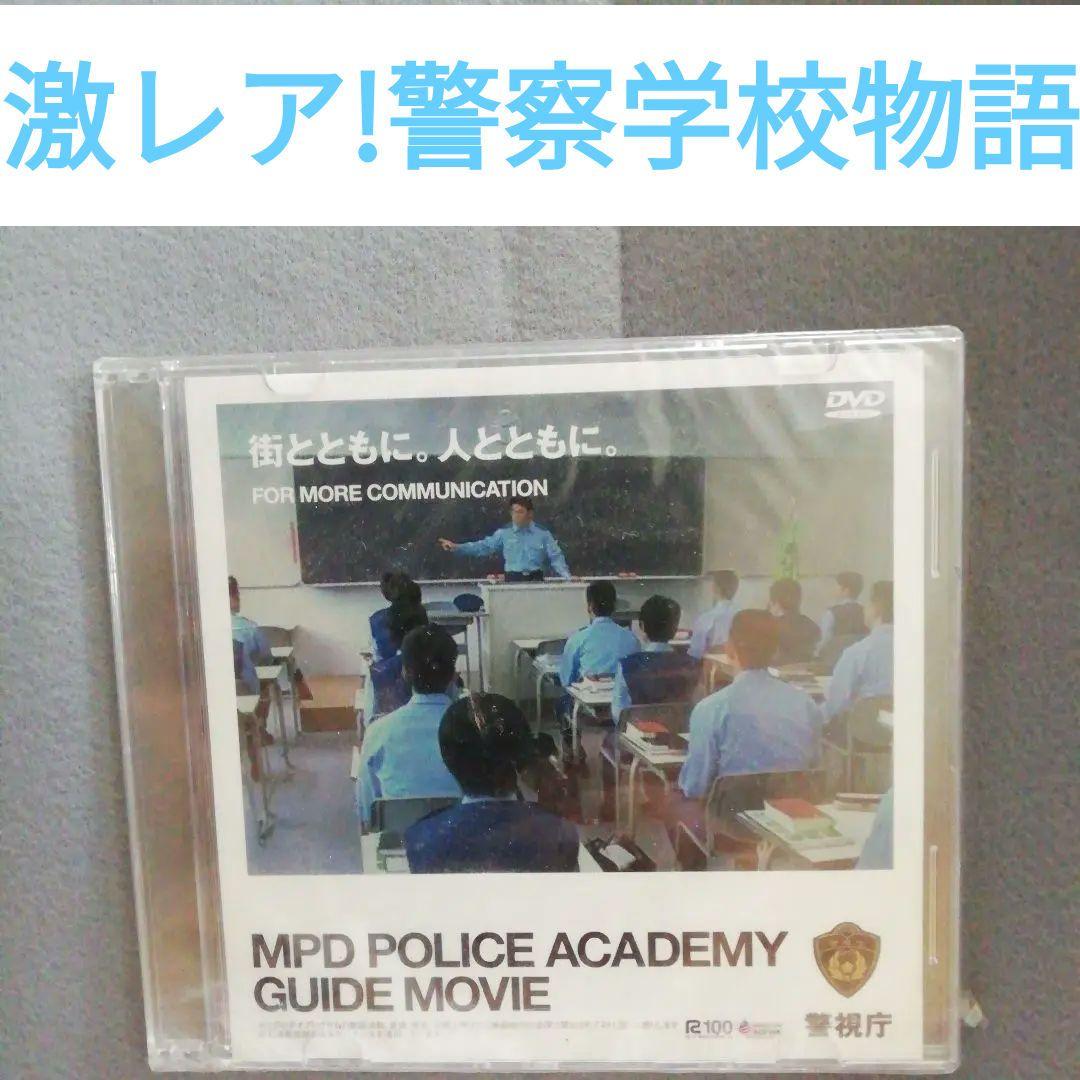 激レア!警察学校物語
DVD
街とともに。人とともに。
FOR MORE COMMUNICATION
MPD POLICE ACADEMY
GUIDE MOVIE
R100
警視庁